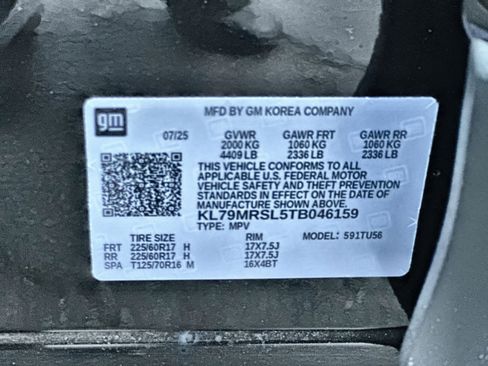 gm
MFD BY GM KOREA COMPANY
07/25 GVWR GAWR FRT GAWR RR
2000 KG 1060 KG 1060 KG
4409 LB 2336 LB 2336 LB
THIS VEHICLE CONFORMS TO ALL
APPLICABLE U.S. FEDERAL MOTOR
VEHICLE SAFETY AND THEFT PREVENTION
STANDARDS IN EFFECT ON THE DATE OF
MANUFACTURE SHOWN ABOVE.
KL79MRSL5TB046159
TYPE: MPV
TIRE SIZE RIM MODEL: 591TU56
FRT 225/60R17 H 17X7.5J
RR 225/60R17 H 17X7.5J
SPA T125/70R16 M 16X4BT